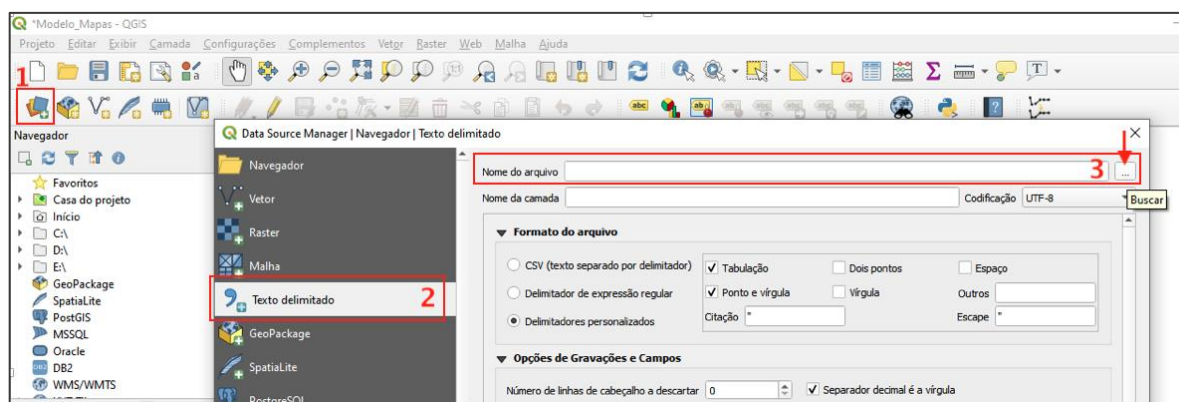 *Modelo_Mapas - QGIS
Projeto Editar Exibir Camada Configurações Complementos Vetor Raster Web Malha Ajuda
1
Navegador
Favoritos
Casa do projeto
Início
C:\
D:\
E:\
GeoPackage
SpatiaLite
PostGIS
MSSQL
Oracle
DB2
WMS/WMTS
Data Source Manager | Navegador | Texto delimitado
Navegador
Vetor
Raster
Malha
Texto delimitado 2
GeoPackage
SpatiaLite
PostgreSQL
Nome do arquivo 3 ...
Buscar
Nome da camada Codificação UTF-8
Formato do arquivo
CSV (texto separado por delimitador) Tabulação Dois pontos Espaço
Delimitador de expressão regular Ponto e vírgula Vírgula Outros
Delimitadores personalizados Citação " Escape "
Opções de Gravações e Campos
Número de linhas de cabeçalho a descartar 0 Separador decimal é a vírgula